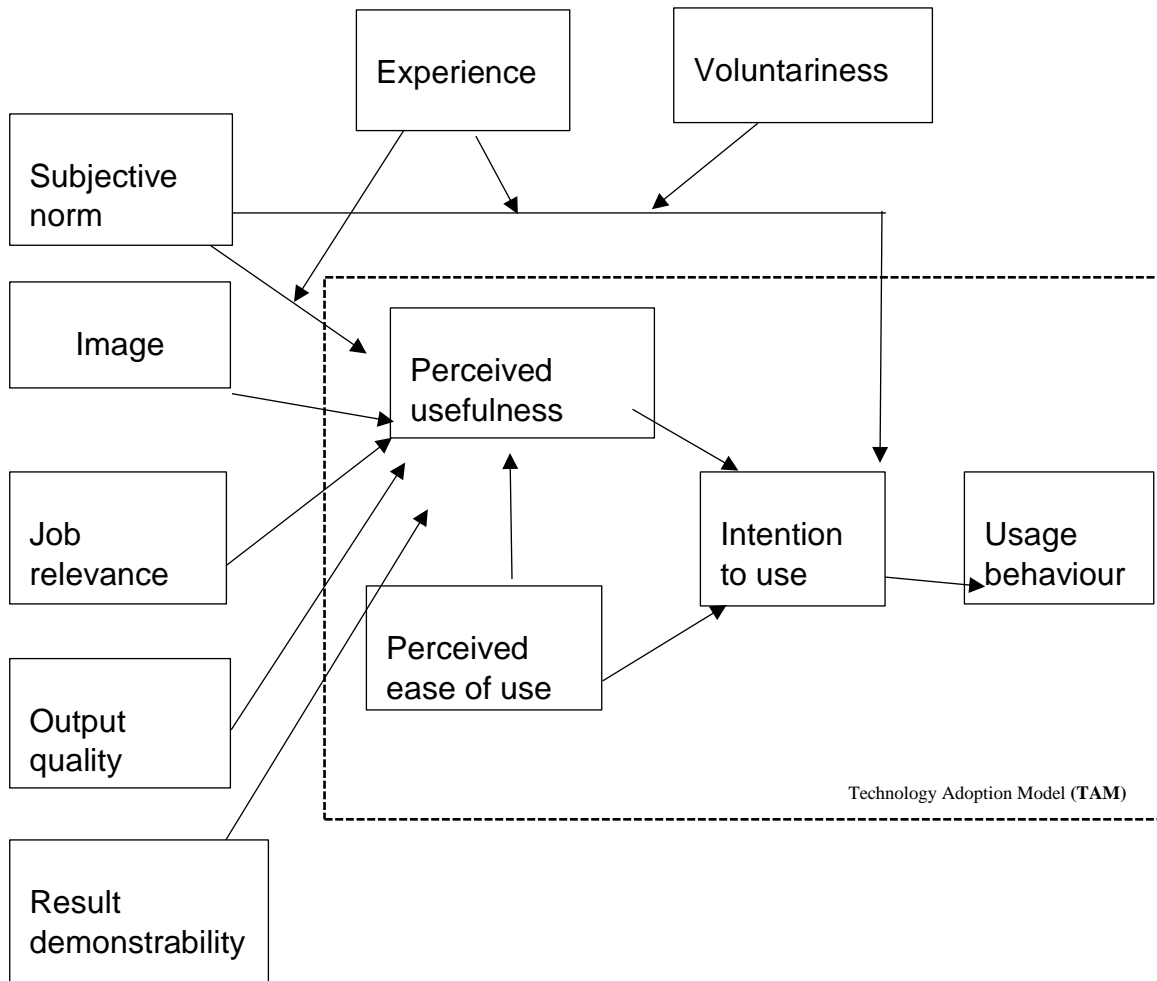 Experience
Voluntariness
Subjective
norm
Image
Perceived
usefulness
Job
relevance
Intention
to use
Usage
behaviour
Perceived
ease of use
Output
quality
Technology Adoption Model (TAM)
Result
demonstrability